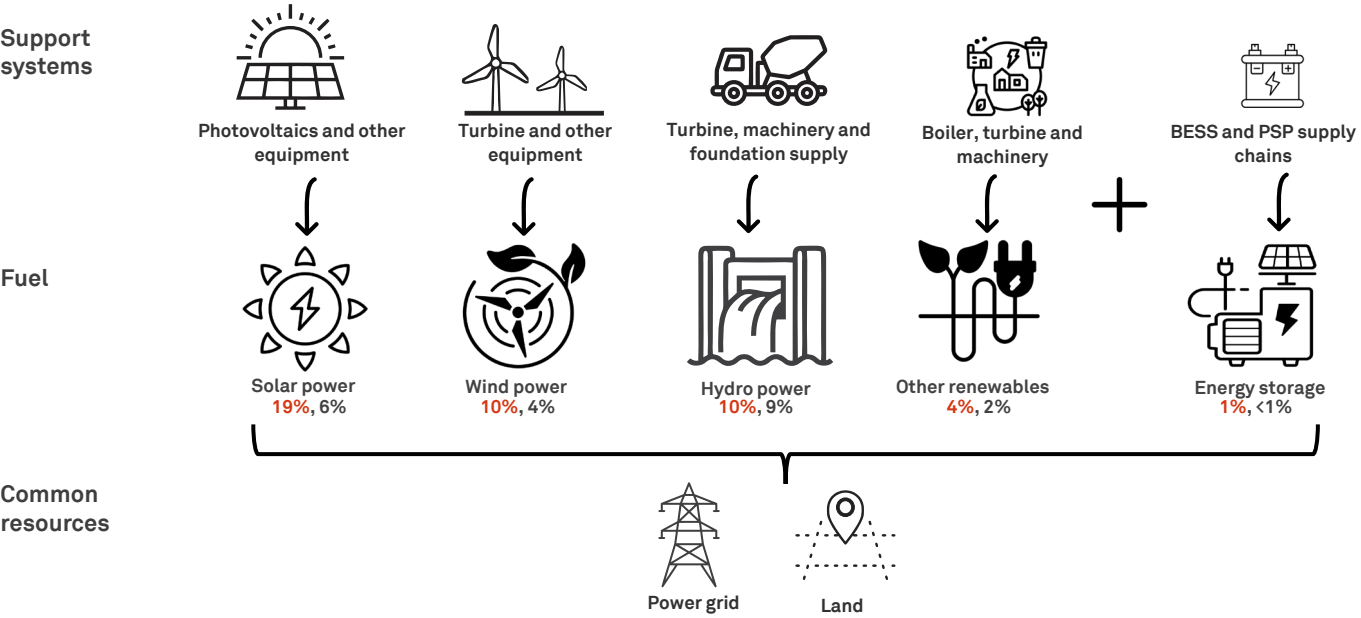 Support
systems
Photovoltaics and other
equipment
Turbine and other
equipment
Turbine, machinery and
foundation supply
Boiler, turbine and
machinery
BESS and PSP supply
chains
Fuel
Solar power
19%, 6%
Wind power
10%, 4%
Hydro power
10%, 9%
Other renewables
4%, 2%
Energy storage
1%, <1%
Common
resources
Power grid
Land